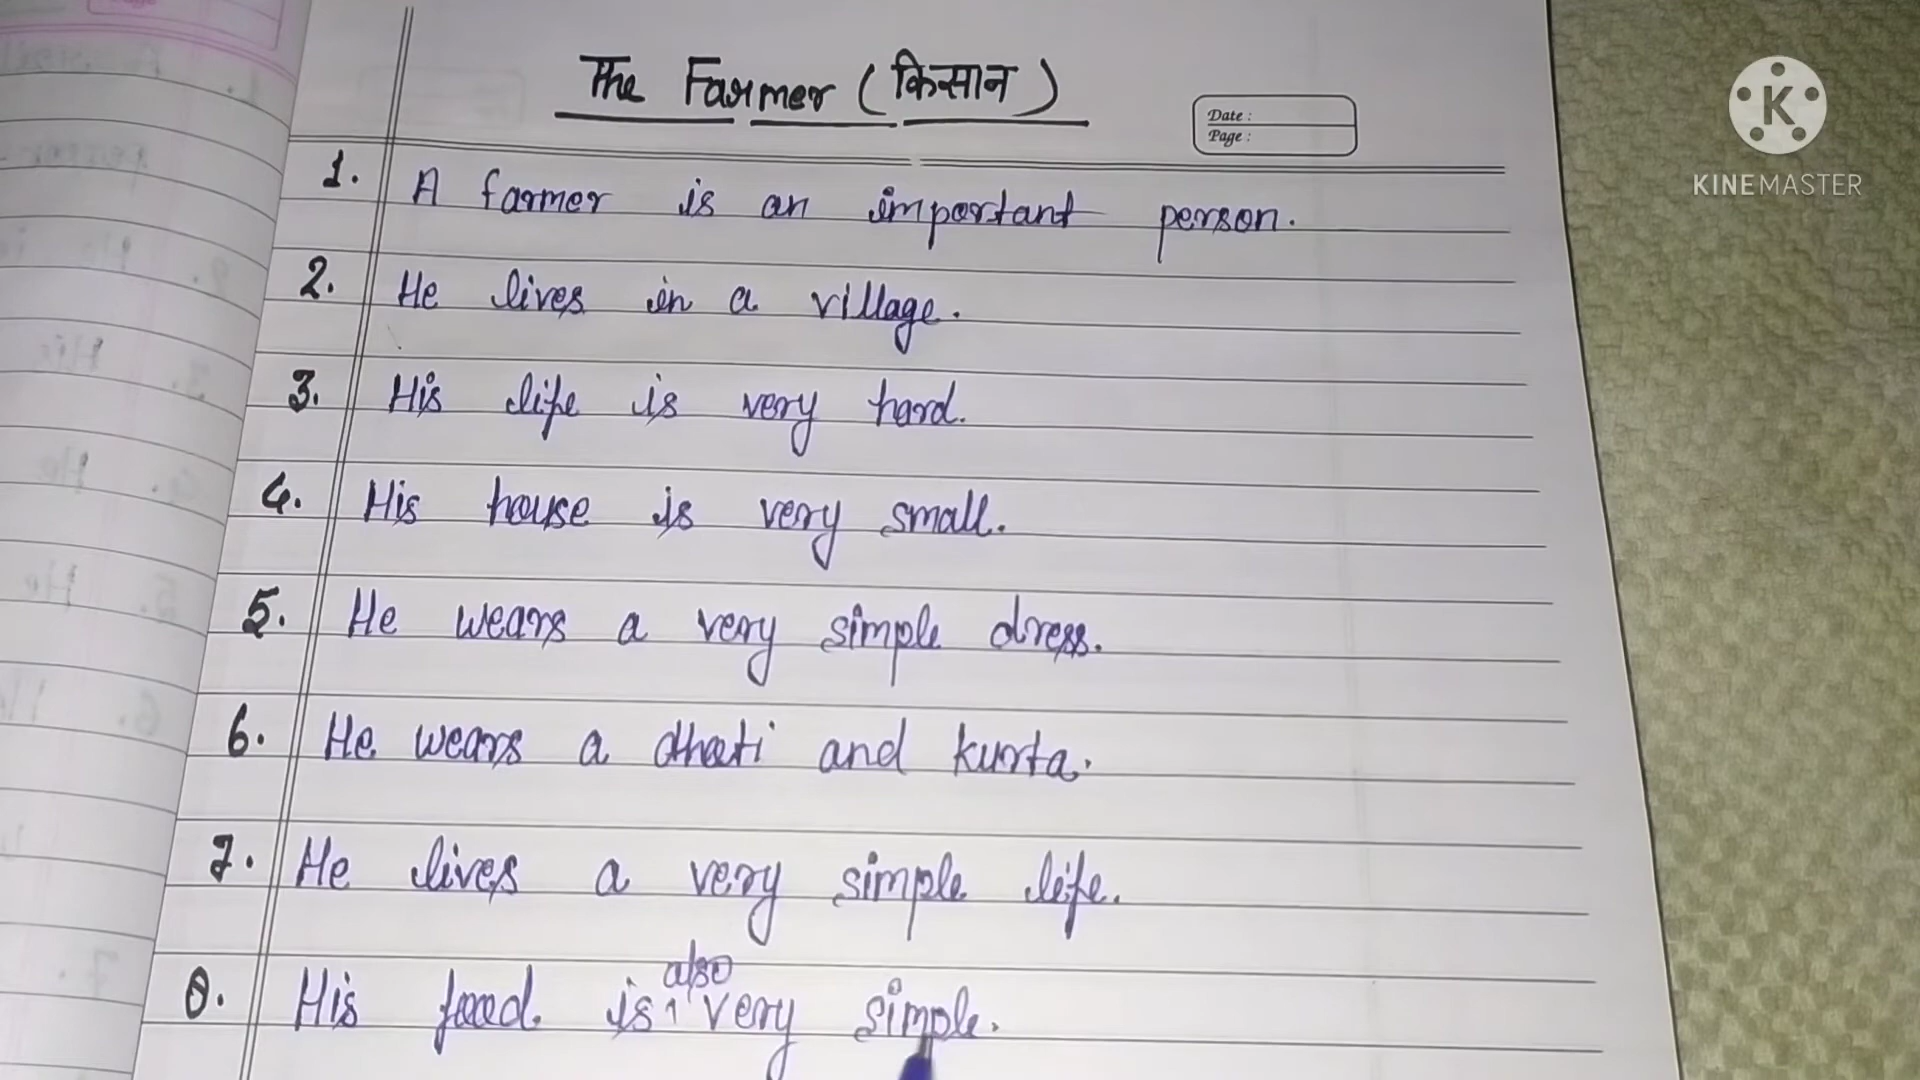 The Farmer (किसान)
Date :
Page :
1. A farmer is an important person.
2. He lives in a village.
3. His life is very hard.
4. His house is very small.
5. He wears a very simple dress.
6. He wears a dhoti and kurta.
7. He lives a very simple life.
8. His food is also very simple.
KINEMASTER